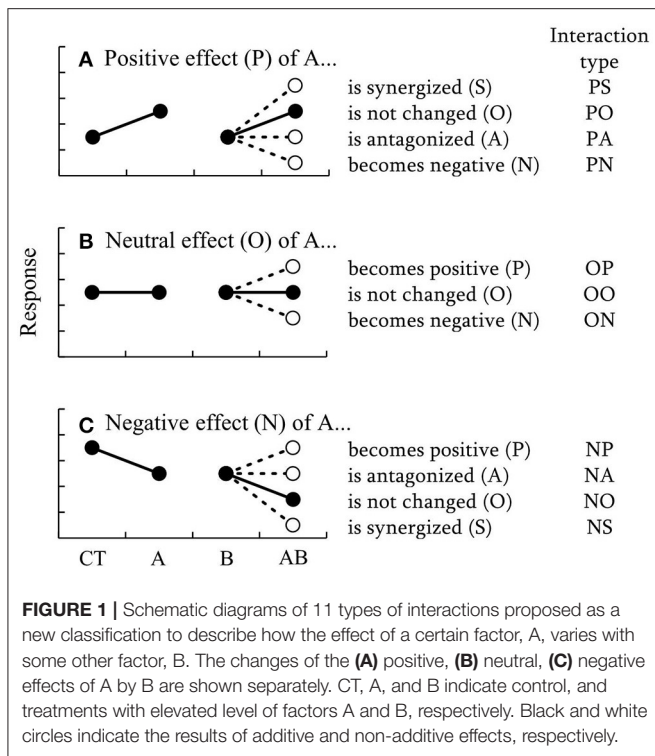 Interaction
type
A Positive effect (P) of A...
is synergized (S) PS
is not changed (O) PO
is antagonized (A) PA
becomes negative (N) PN
Response
B Neutral effect (O) of A...
becomes positive (P) OP
is not changed (O) OO
becomes negative (N) ON
C Negative effect (N) of A...
becomes positive (P) NP
is antagonized (A) NA
is not changed (O) NO
is synergized (S) NS
CT A B AB
FIGURE 1 | Schematic diagrams of 11 types of interactions proposed as a
new classification to describe how the effect of a certain factor, A, varies with
some other factor, B. The changes of the (A) positive, (B) neutral, (C) negative
effects of A by B are shown separately. CT, A, and B indicate control, and
treatments with elevated level of factors A and B, respectively. Black and white
circles indicate the results of additive and non-additive effects, respectively.